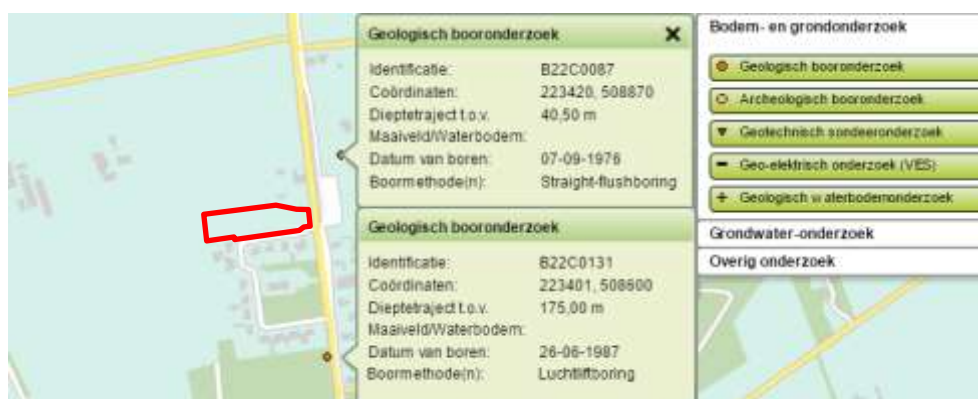 Geologisch booronderzoek
Identificatie: B22C0087
Coördinaten: 223420, 508870
Dieptetraject t.o.v. 40,50 m
Maaiveld/Waterbodem:
Datum van boren: 07-09-1976
Boormethode(n): Straight-flushboring
Geologisch booronderzoek
Identificatie: B22C0131
Coördinaten: 223401, 508600
Dieptetraject t.o.v. 175,00 m
Maaiveld/Waterbodem:
Datum van boren: 26-06-1987
Boormethode(n): Luchtliftboring
Bodem- en grondonderzoek
Geologisch booronderzoek
Archeologisch booronderzoek
Geotechnisch sondeeronderzoek
Geo-elektrisch onderzoek (VES)
Geologisch waterbodemonderzoek
Grondwater-onderzoek
Overig onderzoek